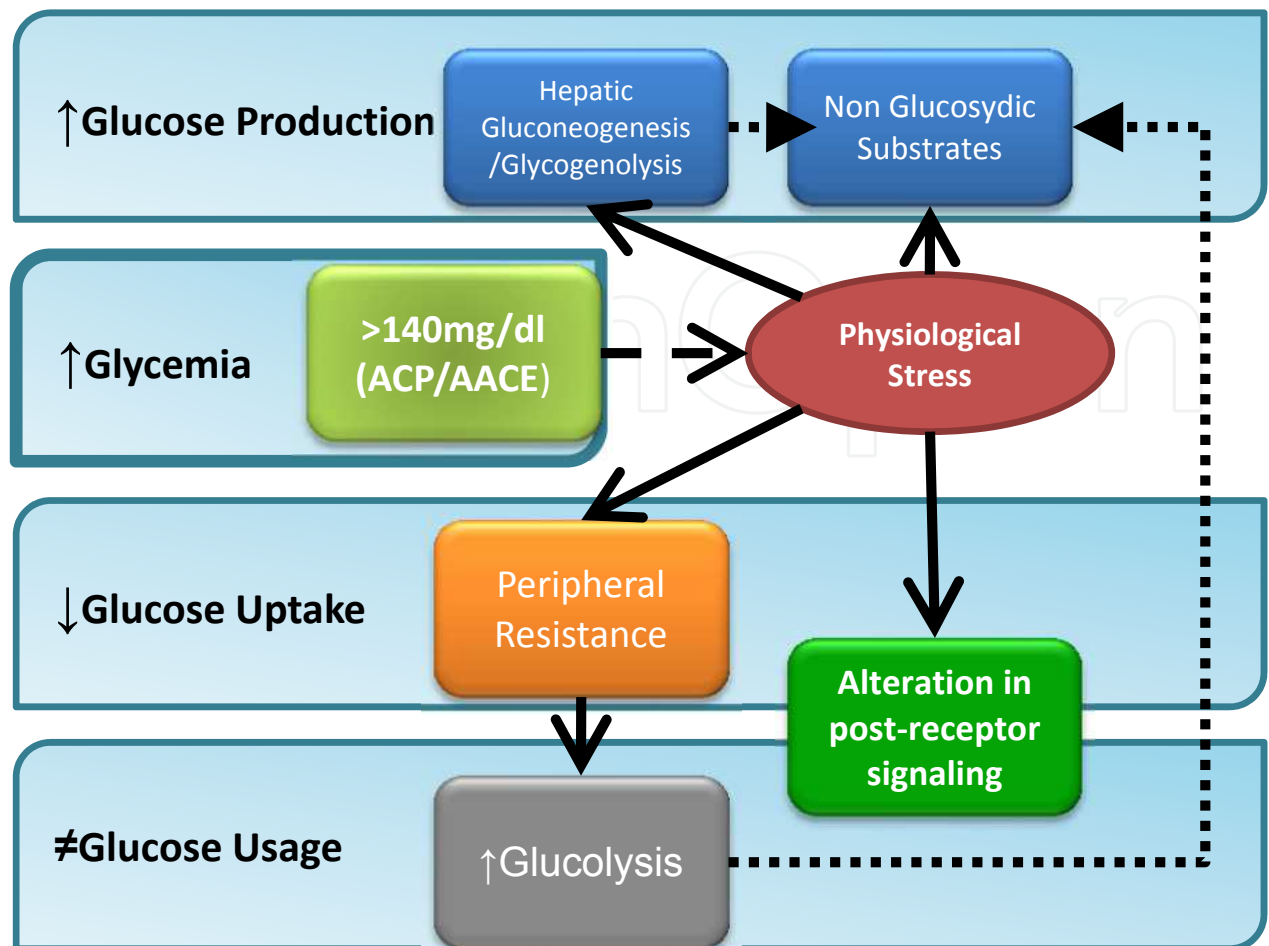 ↑Glucose Production
Hepatic
Gluconeogenesis
/Glycogenolysis
Non Glucosydic
Substrates
↑Glycemia
>140mg/dl
(ACP/AACE)
Physiological
Stress
↓Glucose Uptake
Peripheral
Resistance
Alteration in
post-receptor
signaling
≠Glucose Usage
↑Glucolysis